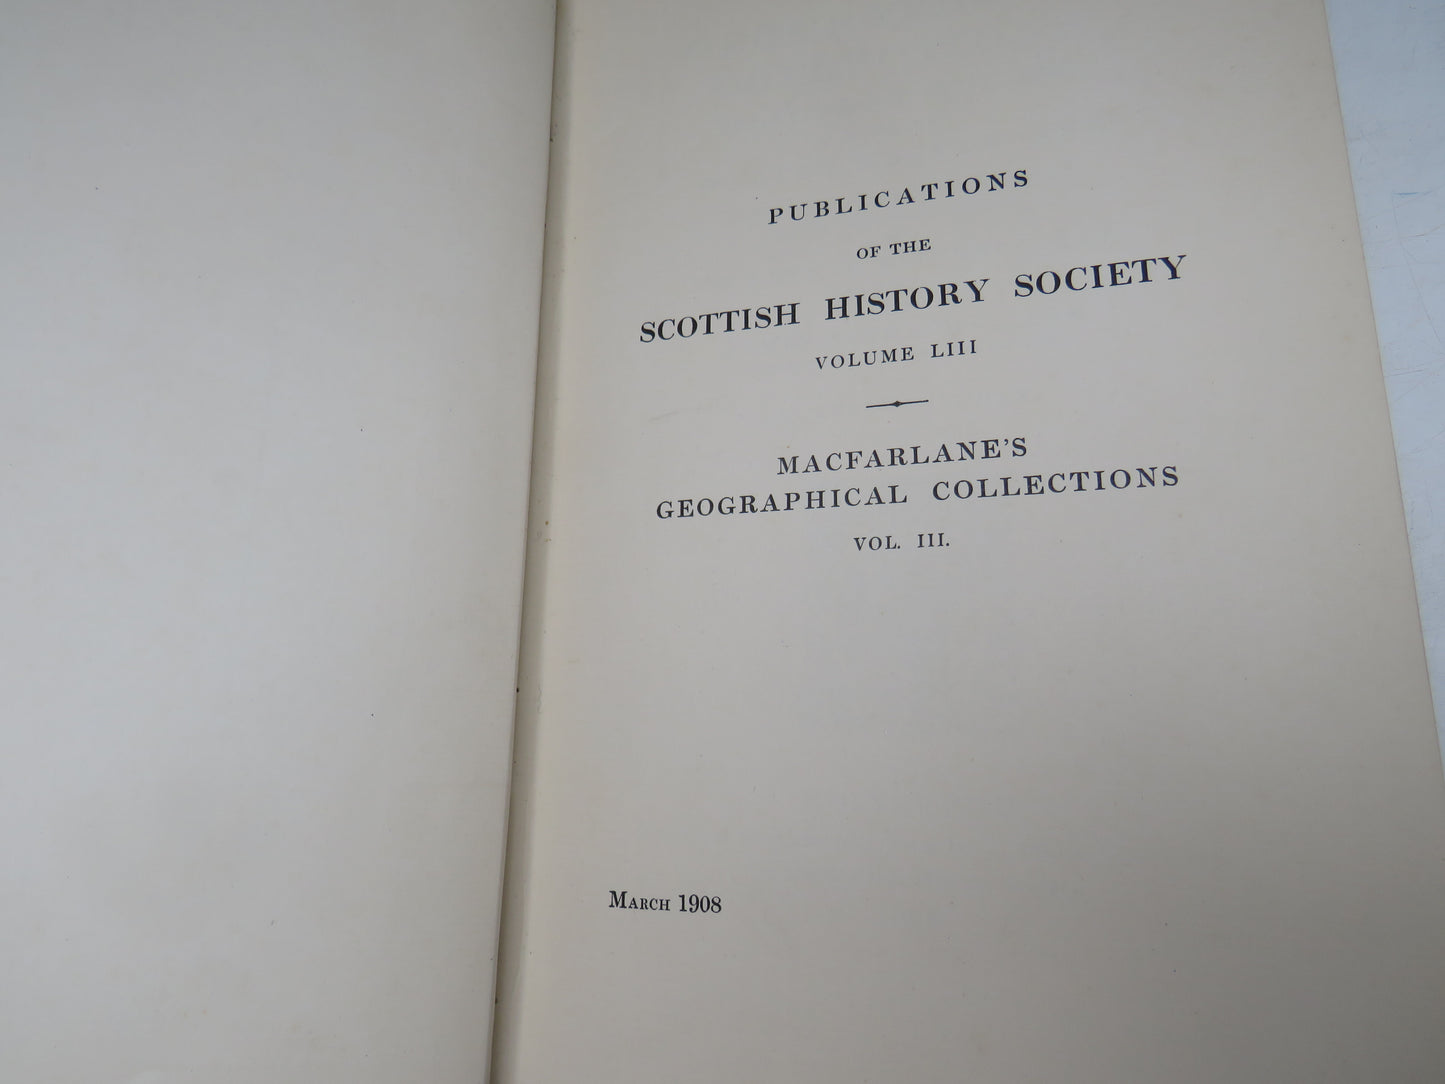 PUBLICATIONS
OF THE
SCOTTISH HISTORY SOCIETY
VOLUME LIII
MACFARLANE'S
GEOGRAPHICAL COLLECTIONS
VOL. III.
MARCH 1908